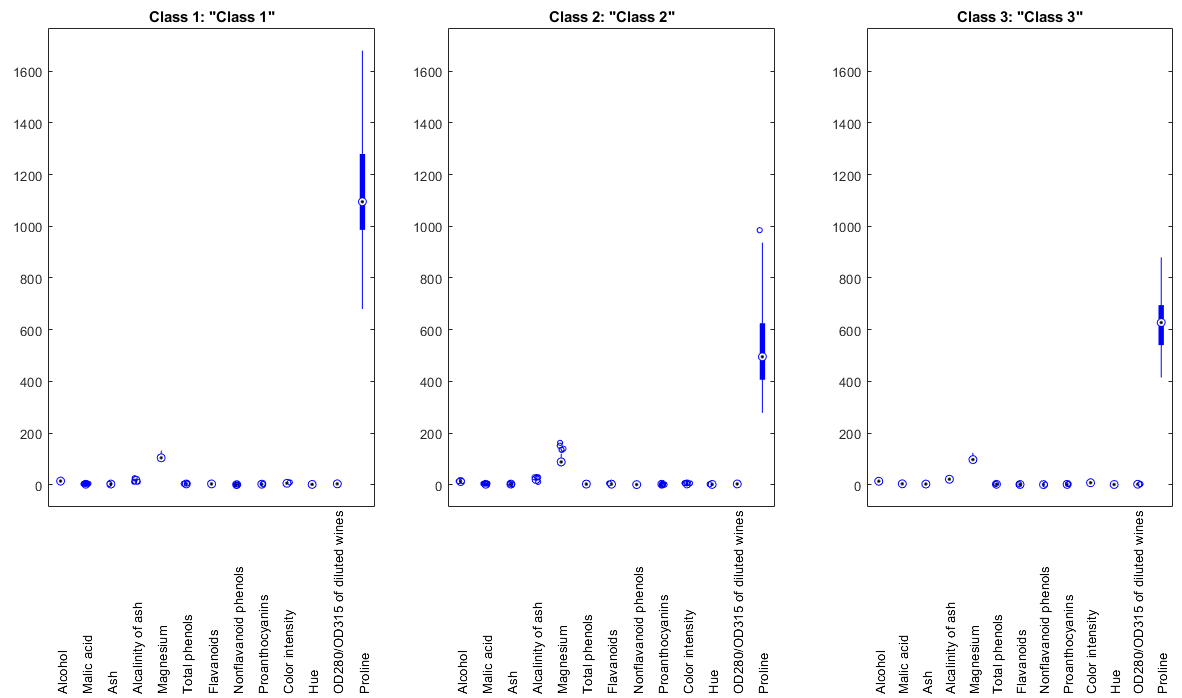 Class 1: "Class 1"
1600
1400
1200
1000
800
600
400
200
0
Alcohol
Malic acid
Ash
Alcalinity of ash
Magnesium
Total phenols
Flavanoids
Nonflavanoid phenols
Proanthocyanins
Color intensity
Hue
OD280/OD315 of diluted wines
Proline
Class 2: "Class 2"
1600
1400
1200
1000
800
600
400
200
0
Alcohol
Malic acid
Ash
Alcalinity of ash
Magnesium
Total phenols
Flavanoids
Nonflavanoid phenols
Proanthocyanins
Color intensity
Hue
OD280/OD315 of diluted wines
Proline
Class 3: "Class 3"
1600
1400
1200
1000
800
600
400
200
0
Alcohol
Malic acid
Ash
Alcalinity of ash
Magnesium
Total phenols
Flavanoids
Nonflavanoid phenols
Proanthocyanins
Color intensity
Hue
OD280/OD315 of diluted wines
Proline